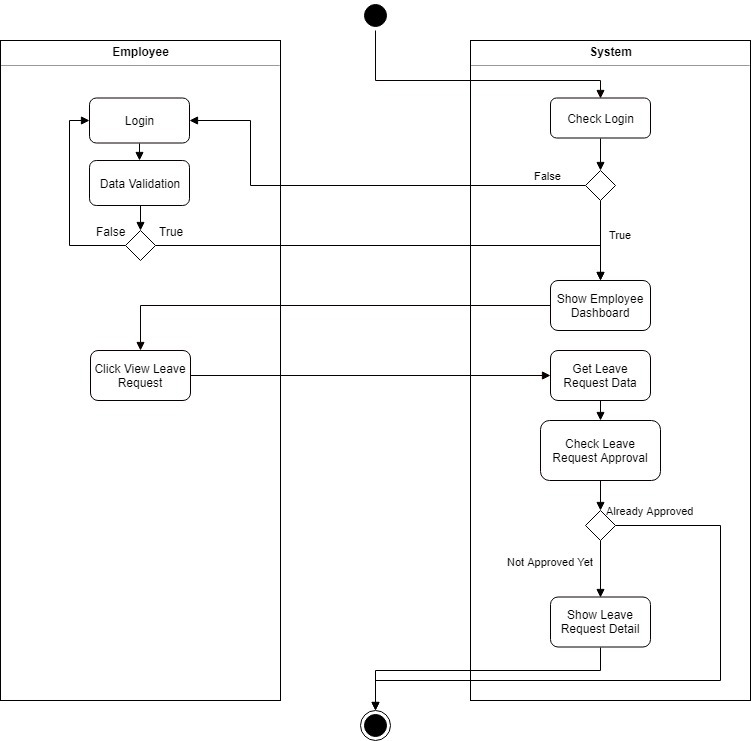 Employee
System
Login
Check Login
Data Validation
False
False
True
True
Show Employee
Dashboard
Click View Leave
Request
Get Leave
Request Data
Check Leave
Request Approval
Already Approved
Not Approved Yet
Show Leave
Request Detail